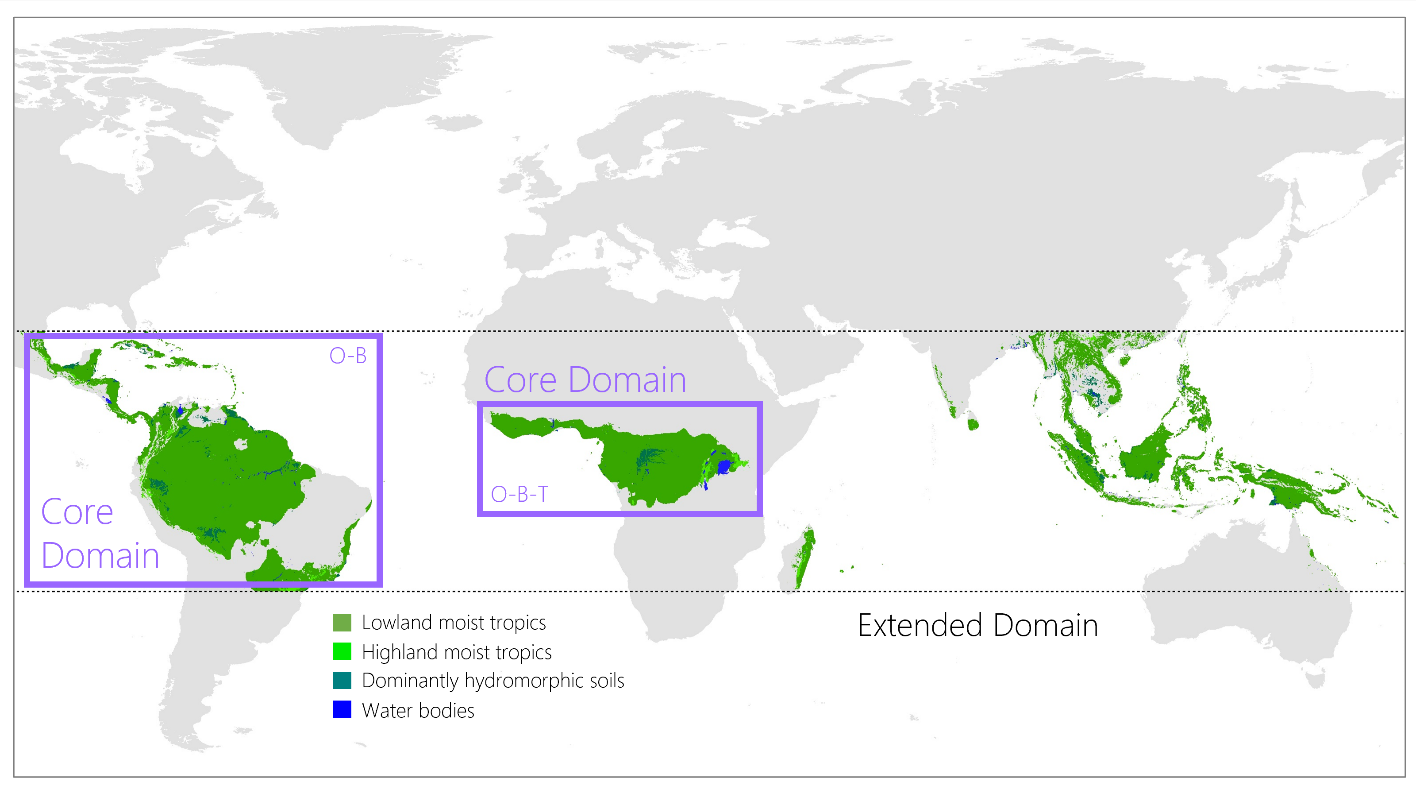 O-B
Core Domain
Core
Domain
O-B-T
Extended Domain
Lowland moist tropics
Highland moist tropics
Dominantly hydromorphic soils
Water bodies